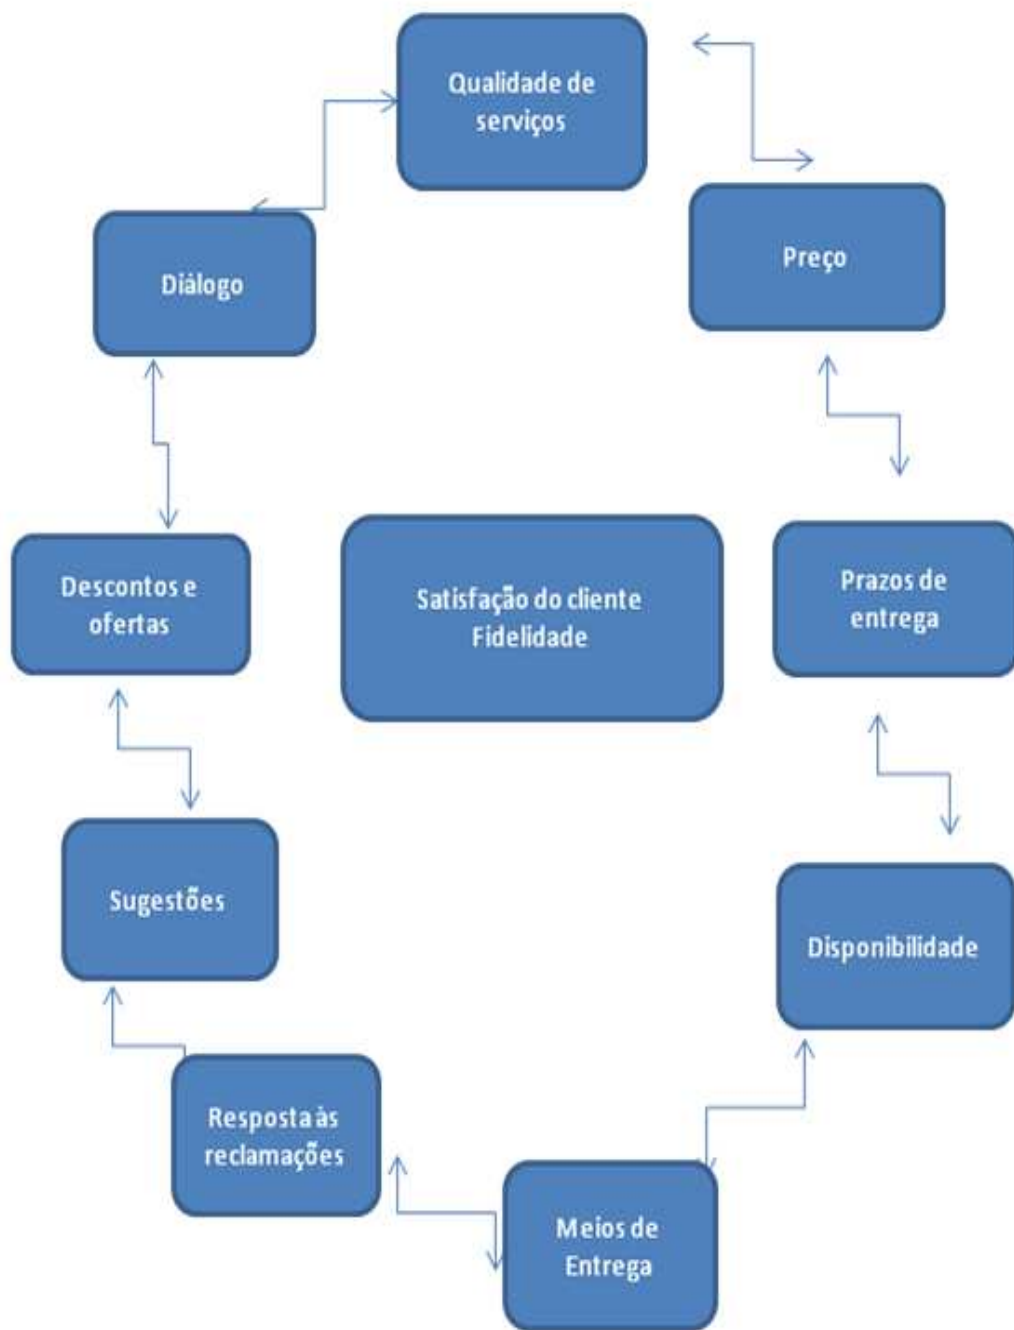 Qualidade de
serviços
Diálogo
Preço
Descontos e
ofertas
Satisfação do cliente
Fidelidade
Prazos de
entrega
Sugestões
Disponibilidade
Resposta às
reclamações
Meios de
Entrega